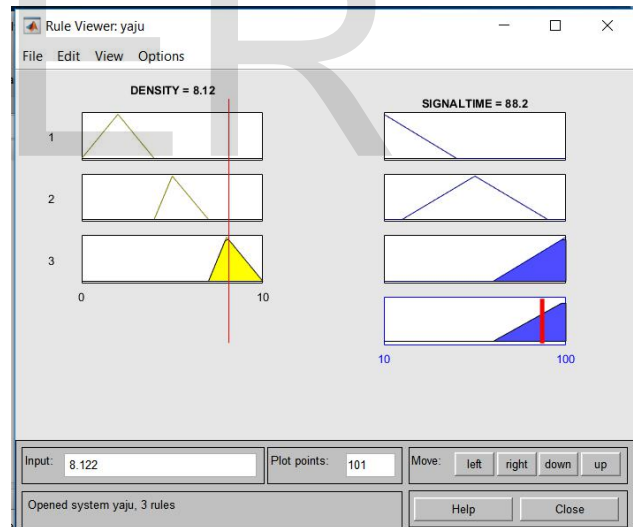 Rule Viewer: yaju
File Edit View Options
DENSITY = 8.12
SIGNALTIME = 88.2
1
2
3
0 10
10 100
Input: 8.122 Plot points: 101 Move: left right down up
Opened system yaju, 3 rules Help Close
ER